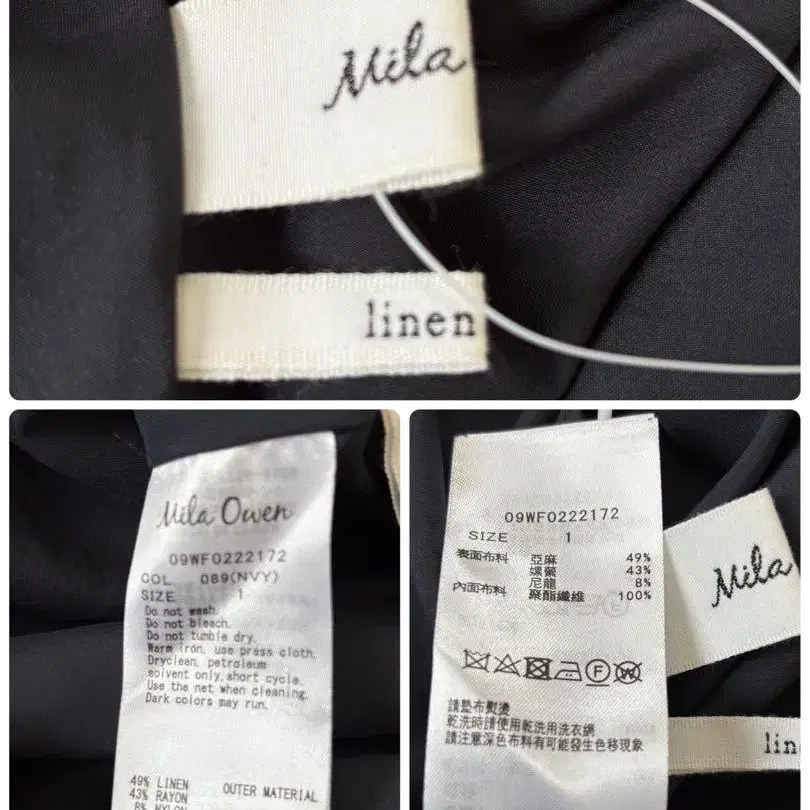 Mila
linen
Mila Owen
09WF0222172
COL 089(NVY)
SIZE 1
Do not wash.
Do not bleach.
Do not tumble dry.
Warm iron, use press cloth.
Dryclean, petroleum
solvent only, short cycle.
Use the net when cleaning.
Dark colors may run.
49% LINEN OUTER MATERIAL
43% RAYON
8% NYLON
09WF0222172
SIZE 1
表面布料 亞麻 49%
嫘縈 43%
尼龍 8%
內面布料 聚酯纖維 100%
F W
請墊布熨燙
乾洗時請使用乾洗用洗衣網
請注意深色布料有可能發生色移現象
Mila
lin